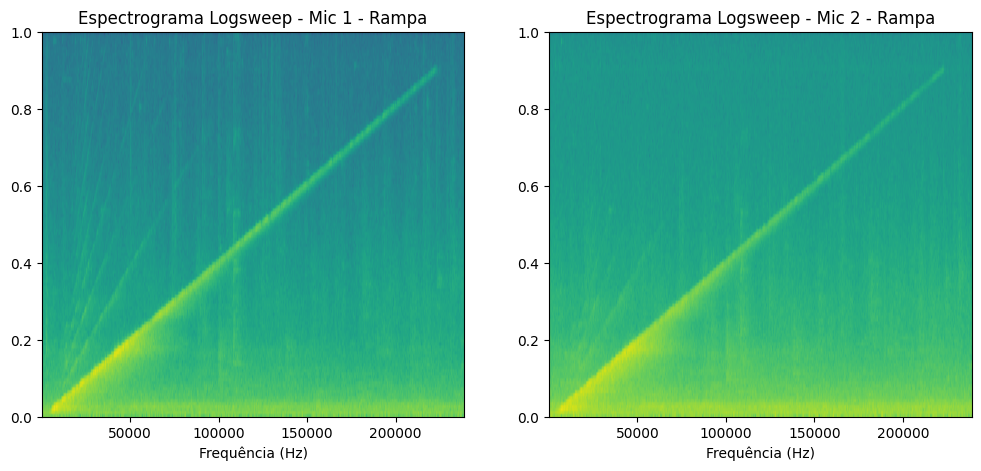 Espectrograma Logsweep - Mic 1 - Rampa
1.0
0.8
0.6
0.4
0.2
0.0
50000 100000 150000 200000
Frequência (Hz)
Espectrograma Logsweep - Mic 2 - Rampa
1.0
0.8
0.6
0.4
0.2
0.0
50000 100000 150000 200000
Frequência (Hz)